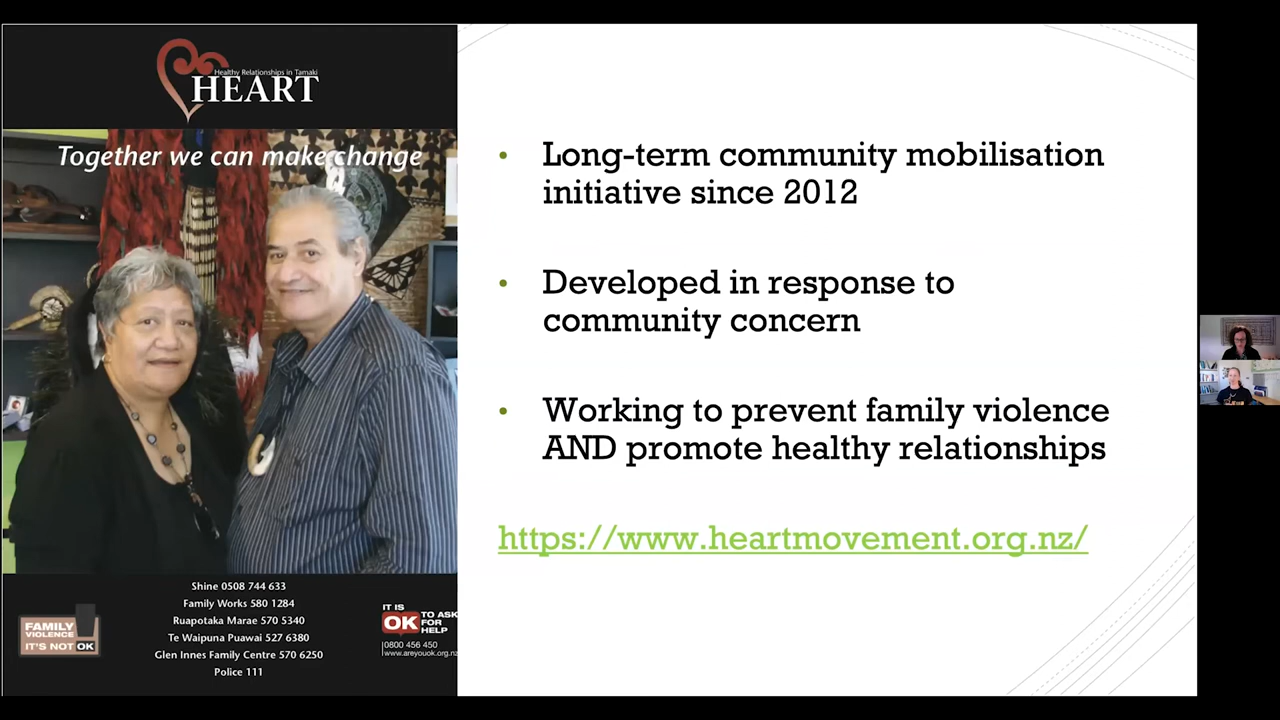 Healthy Relationships in Tamaki
HEART
Together we can make change
Shine 0508 744 633
Family Works 580 1284
Ruapotaka Marae 570 5340
Te Waipuna Puawai 527 6380
Glen Innes Family Centre 570 6250
Police 111
FAMILY
VIOLENCE
IT'S NOT OK
IT IS
OK
TO ASK
FOR
HELP
0800 456 450
www.areyouok.org.nz
• Long-term community mobilisation
initiative since 2012
• Developed in response to
community concern
• Working to prevent family violence
AND promote healthy relationships
https://www.heartmovement.org.nz/